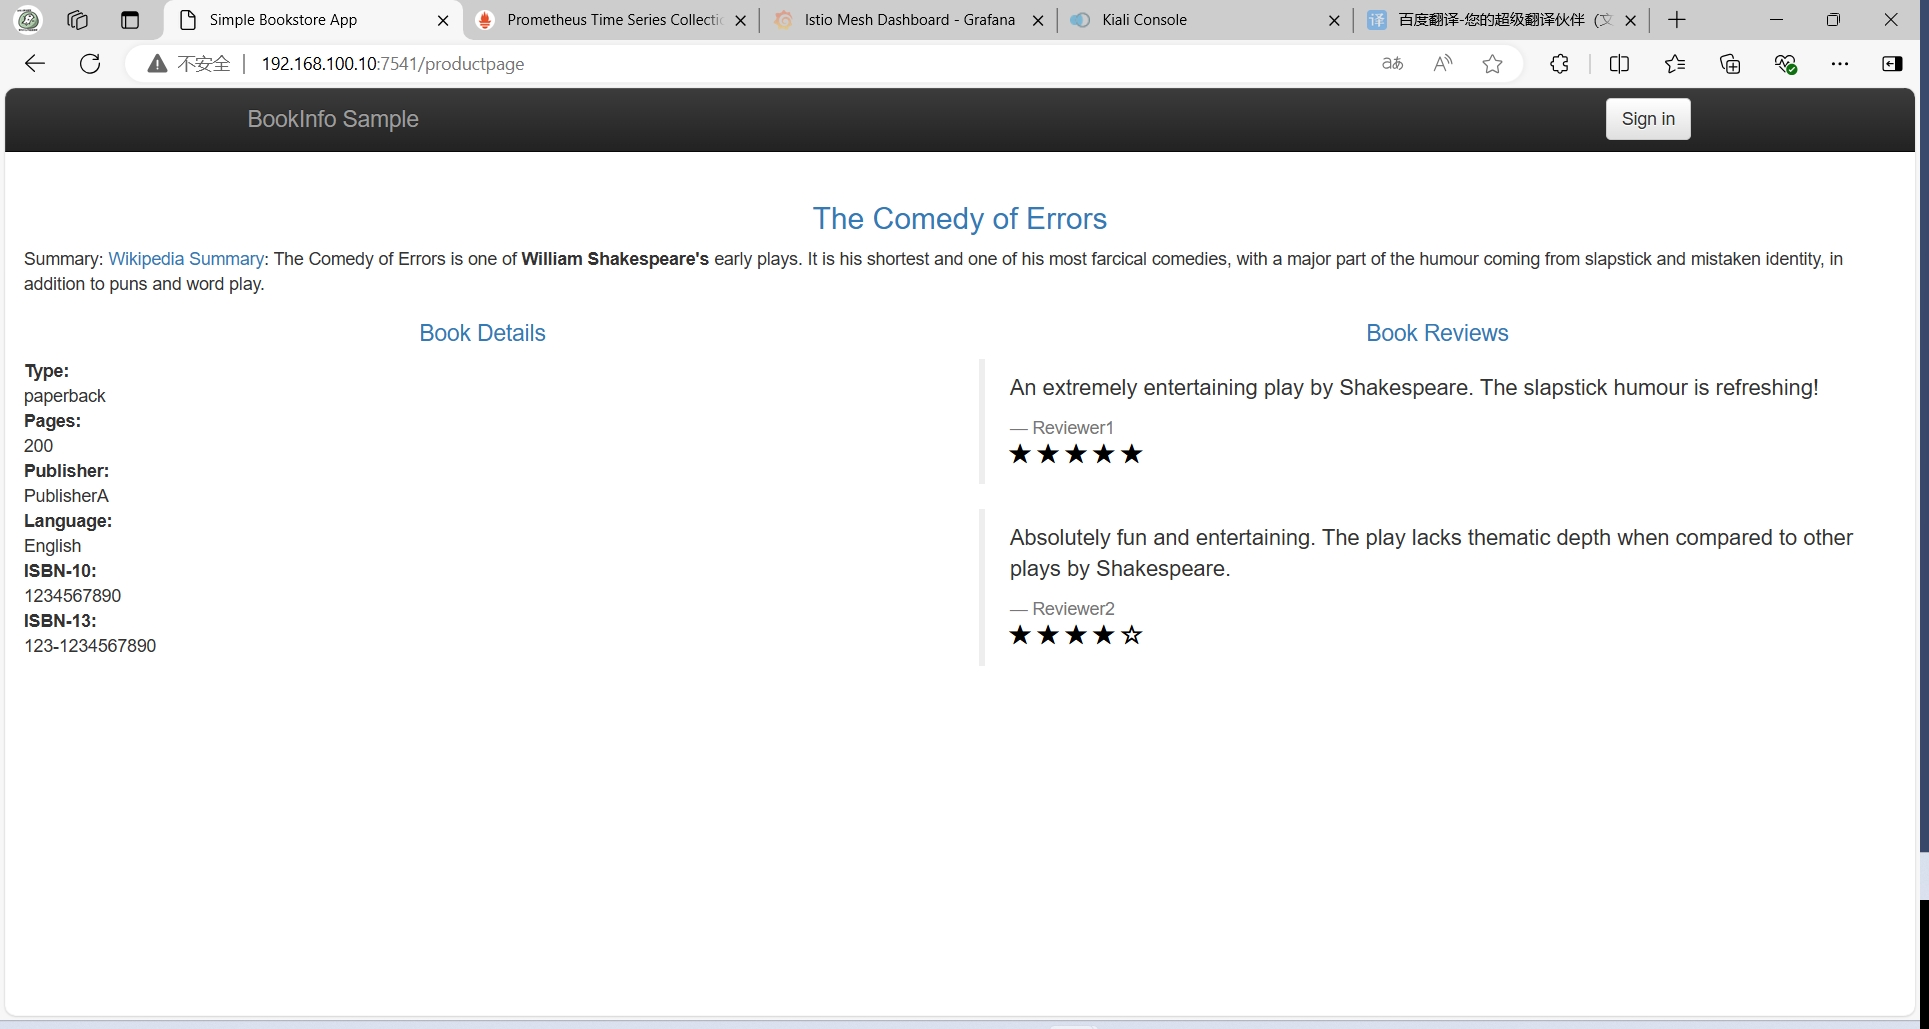 Simple Bookstore App
Prometheus Time Series Collectic
Istio Mesh Dashboard - Grafana
Kiali Console
译 百度翻译-您的超级翻译伙伴（文
不安全 192.168.100.10:7541/productpage
aあ
BookInfo Sample
Sign in
The Comedy of Errors
Summary: Wikipedia Summary: The Comedy of Errors is one of William Shakespeare's early plays. It is his shortest and one of his most farcical comedies, with a major part of the humour coming from slapstick and mistaken identity, in
addition to puns and word play.
Book Details
Type:
paperback
Pages:
200
Publisher:
PublisherA
Language:
English
ISBN-10:
1234567890
ISBN-13:
123-1234567890
Book Reviews
An extremely entertaining play by Shakespeare. The slapstick humour is refreshing!
— Reviewer1
★★★★★
Absolutely fun and entertaining. The play lacks thematic depth when compared to other
plays by Shakespeare.
— Reviewer2
★★★★☆